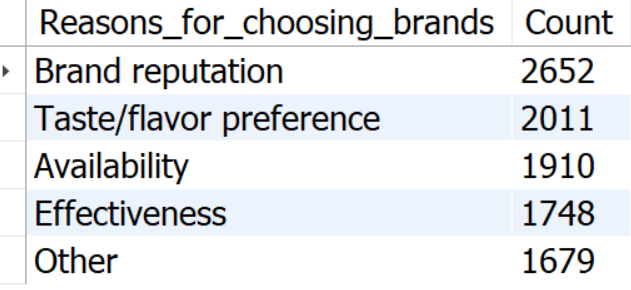 Reasons_for_choosing_brands Count
Brand reputation 2652
Taste/flavor preference 2011
Availability 1910
Effectiveness 1748
Other 1679